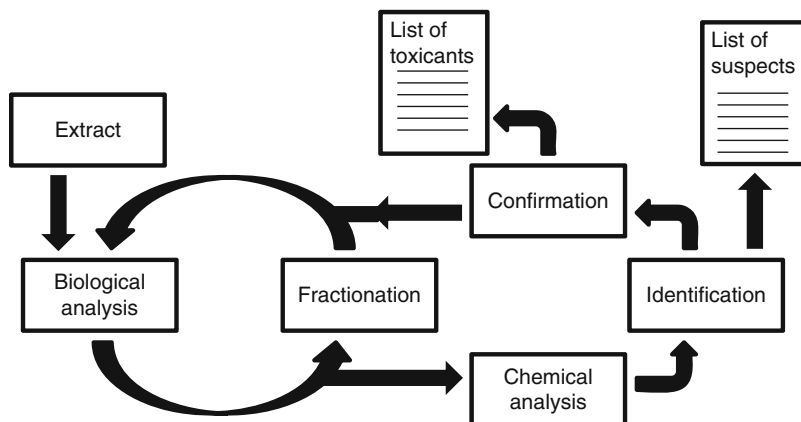 List of
toxicants
List of
suspects
Extract
Confirmation
Biological
analysis
Fractionation
Identification
Chemical
analysis